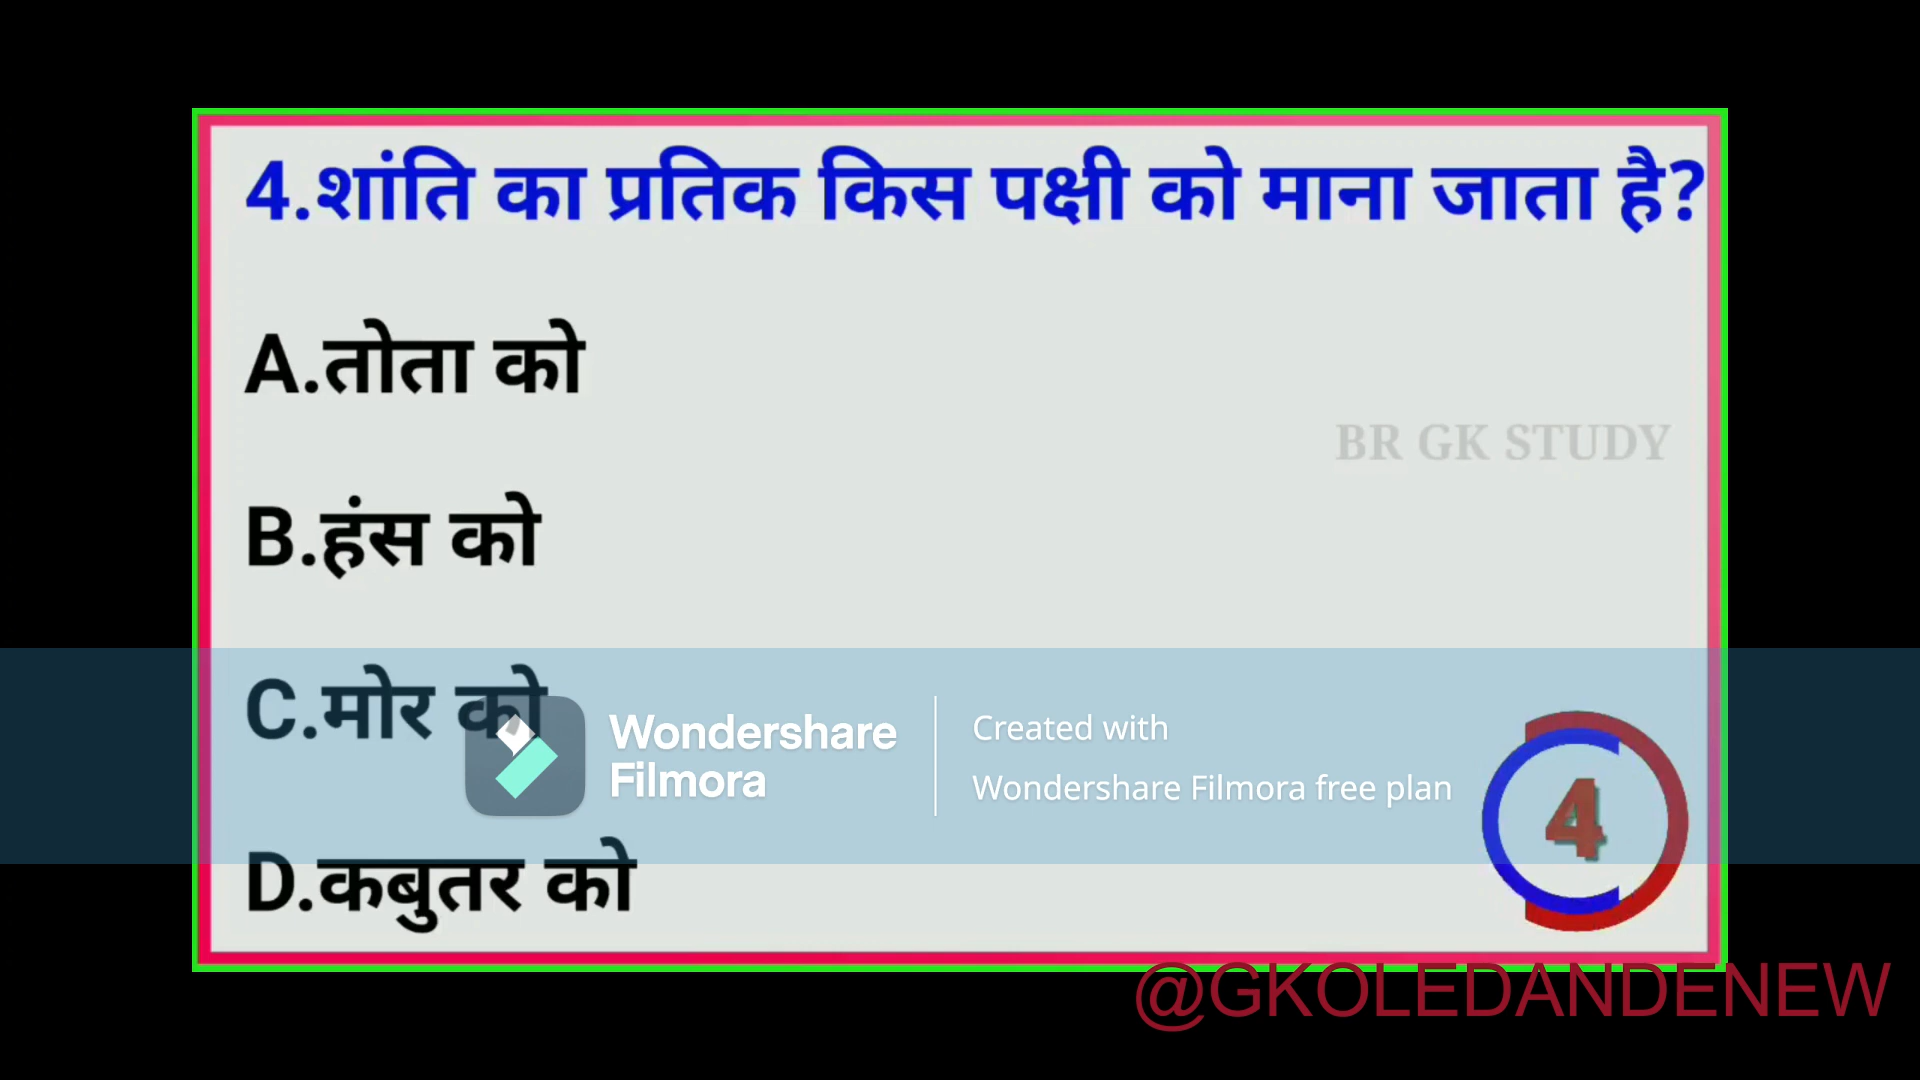 4.शांति का प्रतिक किस पक्षी को माना जाता है?
A.तोता को
BR GK STUDY
B.हंस को
C.मोर को
Wondershare
Filmora
Created with
Wondershare Filmora free plan
4
D.कबुतर को
@GKOLEDANDENEW